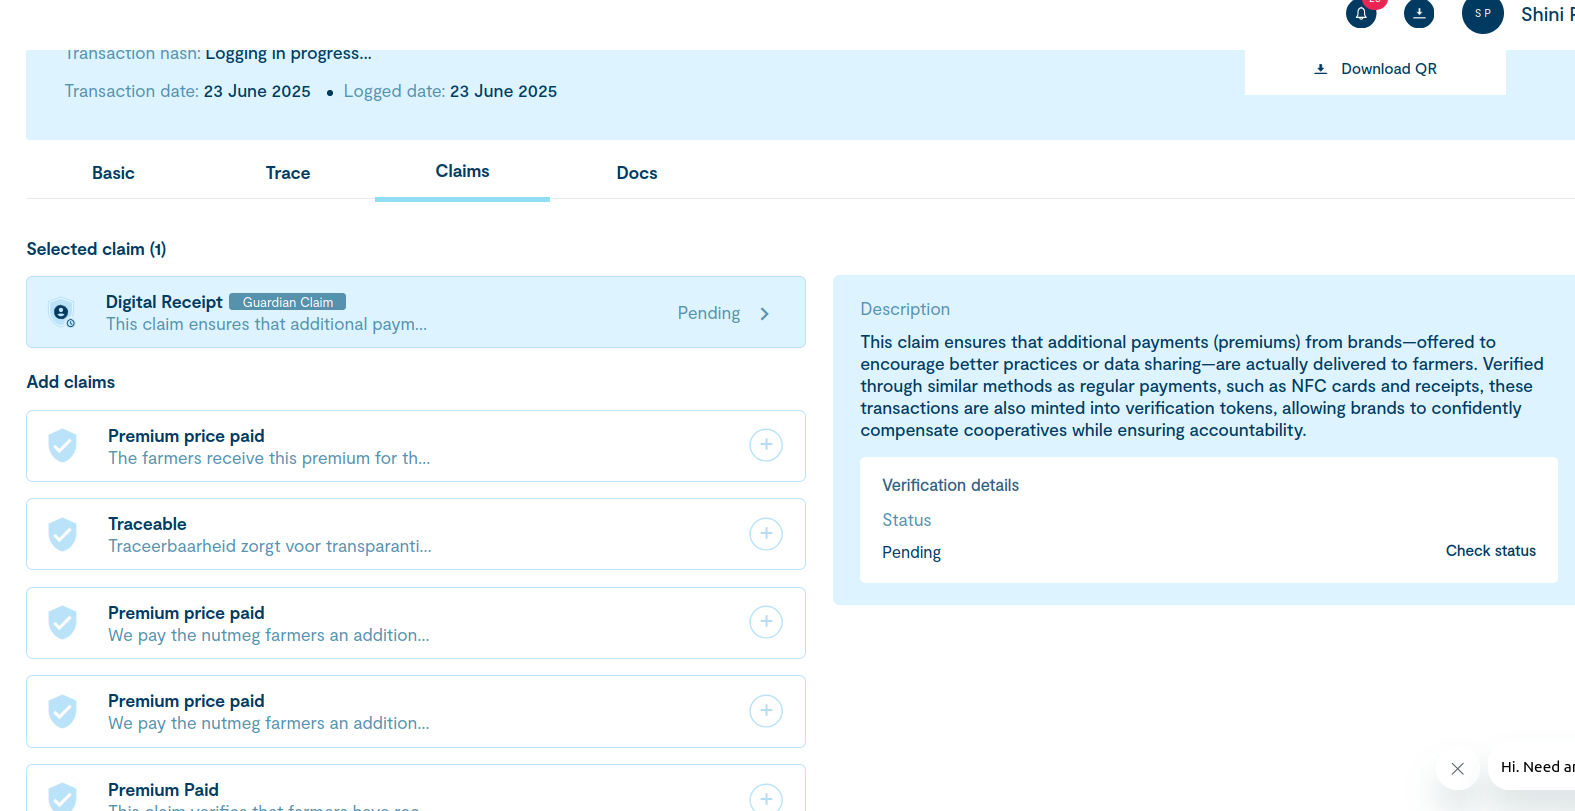 S P
Shini
Transaction hash: Logging in progress...
Download QR
Transaction date: 23 June 2025 • Logged date: 23 June 2025
Basic
Trace
Claims
Docs
Selected claim (1)
Digital Receipt Guardian Claim
This claim ensures that additional paym...
Pending
Add claims
Premium price paid
The farmers receive this premium for th...
Traceable
Traceerbaarheid zorgt voor transparanti...
Premium price paid
We pay the nutmeg farmers an addition...
Premium price paid
We pay the nutmeg farmers an addition...
Premium Paid
This claim verifies that farmers have rec...
Description
This claim ensures that additional payments (premiums) from brands—offered to
encourage better practices or data sharing—are actually delivered to farmers. Verified
through similar methods as regular payments, such as NFC cards and receipts, these
transactions are also minted into verification tokens, allowing brands to confidently
compensate cooperatives while ensuring accountability.
Verification details
Status
Pending
Check status
Hi. Need